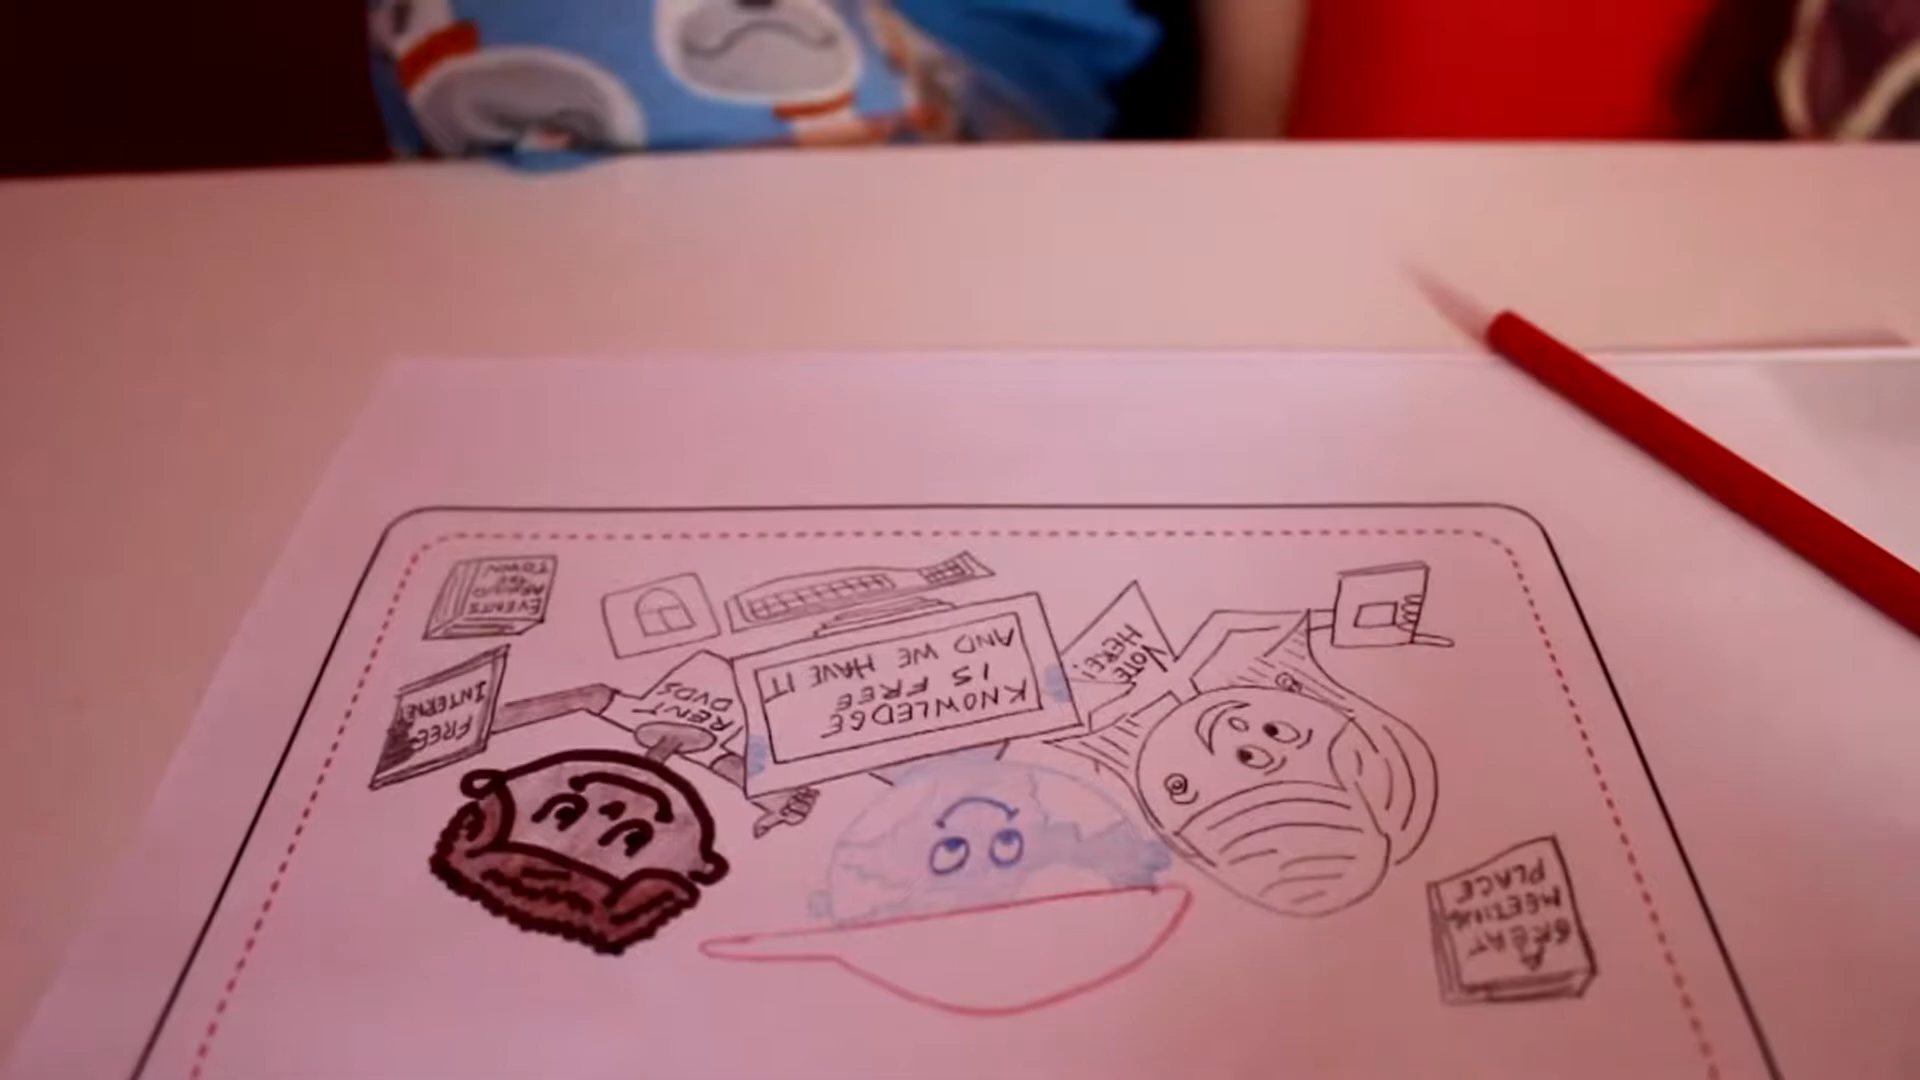 A
GREAT
MEETING
PLACE
VOTE
HERE!
KNOWLEDGE
IS FREE
AND WE HAVE IT
RENT
DVDS
FREE
INTERNET
EVENTS
AROUND
THE
TOWN